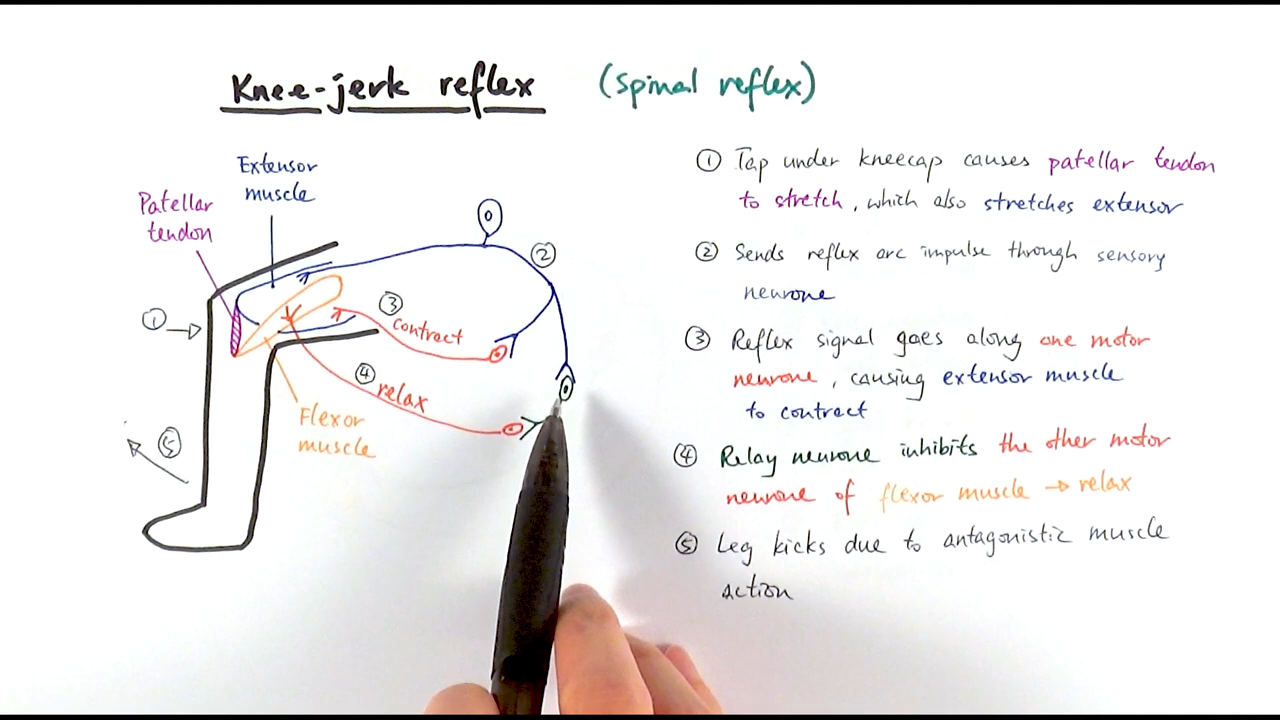 Knee-jerk reflex (spinal reflex)
Extensor
muscle
Patellar
tendon
①
②
③
contract
④ relax
Flexor
muscle
⑤
① Tap under kneecap causes patellar tendon
to stretch, which also stretches extensor
② Sends reflex arc impulse through sensory
neurone
③ Reflex signal goes along one motor
neurone, causing extensor muscle
to contract
④ Relay neurone inhibits the other motor
neurone of flexor muscle → relax
⑤ Leg kicks due to antagonistic muscle
action